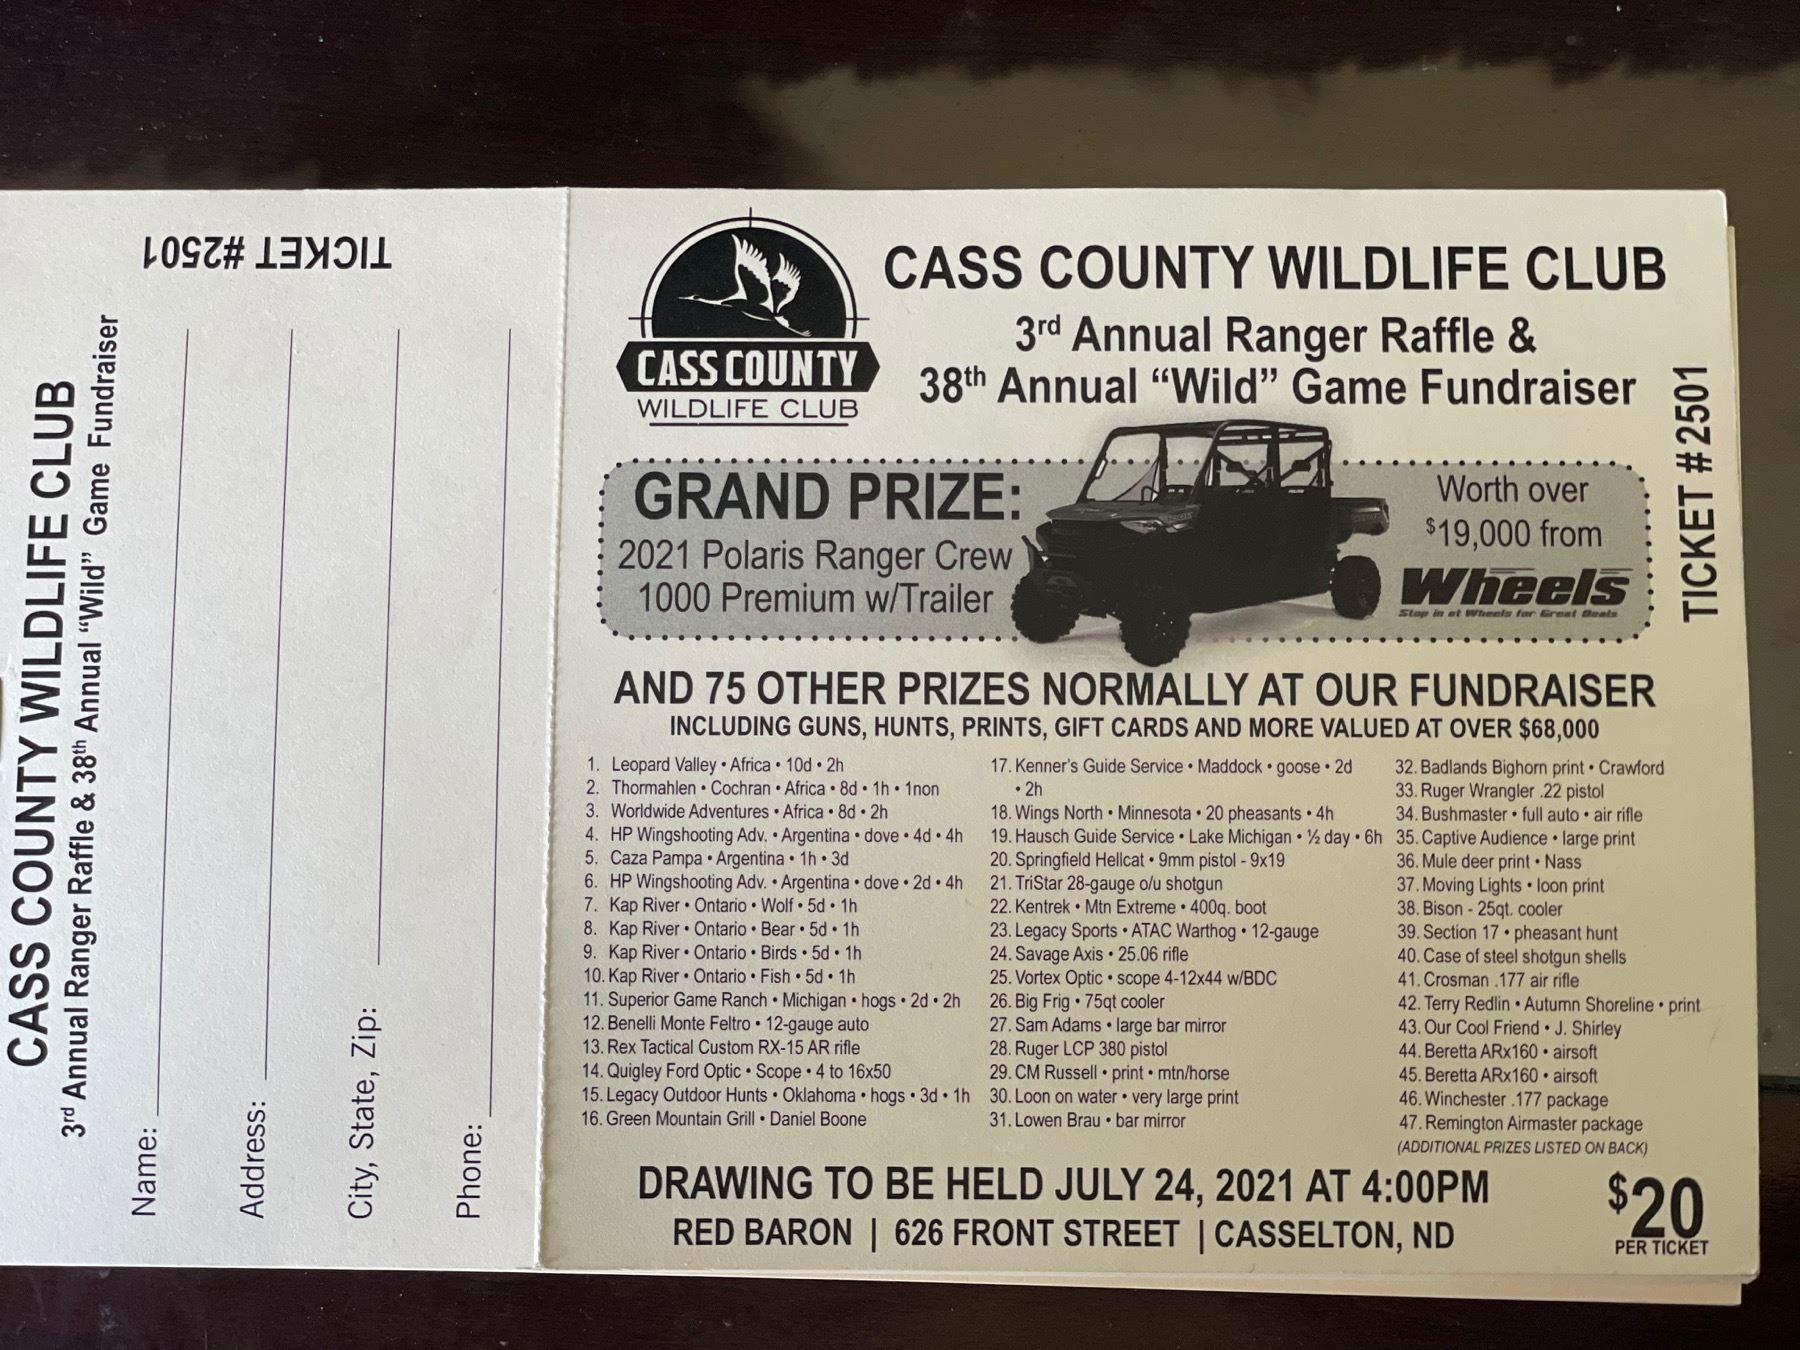 CASS COUNTY WILDLIFE CLUB
3rd Annual Ranger Raffle & 38th Annual “Wild” Game Fundraiser
Name:
Address:
City, State, Zip:
Phone:
TICKET #2501
CASS COUNTY
WILDLIFE CLUB
CASS COUNTY WILDLIFE CLUB
3rd Annual Ranger Raffle &
38th Annual “Wild” Game Fundraiser
TICKET #2501
GRAND PRIZE:
2021 Polaris Ranger Crew
1000 Premium w/Trailer
Worth over
$19,000 from
Wheels
Stop in at Wheels for Great Deals
AND 75 OTHER PRIZES NORMALLY AT OUR FUNDRAISER
INCLUDING GUNS, HUNTS, PRINTS, GIFT CARDS AND MORE VALUED AT OVER $68,000
1. Leopard Valley • Africa • 10d • 2h
2. Thormahlen • Cochran • Africa • 8d • 1h • 1non
3. Worldwide Adventures • Africa • 8d • 2h
4. HP Wingshooting Adv. • Argentina • dove • 4d • 4h
5. Caza Pampa • Argentina • 1h • 3d
6. HP Wingshooting Adv. • Argentina • dove • 2d • 4h
7. Kap River • Ontario • Wolf • 5d • 1h
8. Kap River • Ontario • Bear • 5d • 1h
9. Kap River • Ontario • Birds • 5d • 1h
10. Kap River • Ontario • Fish • 5d • 1h
11. Superior Game Ranch • Michigan • hogs • 2d • 2h
12. Benelli Monte Feltro • 12-gauge auto
13. Rex Tactical Custom RX-15 AR rifle
14. Quigley Ford Optic • Scope • 4 to 16x50
15. Legacy Outdoor Hunts • Oklahoma • hogs • 3d • 1h
16. Green Mountain Grill • Daniel Boone
17. Kenner's Guide Service • Maddock • goose • 2d
• 2h
18. Wings North • Minnesota • 20 pheasants • 4h
19. Hausch Guide Service • Lake Michigan • ½ day • 6h
20. Springfield Hellcat • 9mm pistol - 9x19
21. TriStar 28-gauge o/u shotgun
22. Kentrek • Mtn Extreme • 400q. boot
23. Legacy Sports • ATAC Warthog • 12-gauge
24. Savage Axis • 25.06 rifle
25. Vortex Optic • scope 4-12x44 w/BDC
26. Big Frig • 75qt cooler
27. Sam Adams • large bar mirror
28. Ruger LCP 380 pistol
29. CM Russell • print • mtn/horse
30. Loon on water • very large print
31. Lowen Brau • bar mirror
32. Badlands Bighorn print • Crawford
33. Ruger Wrangler .22 pistol
34. Bushmaster • full auto • air rifle
35. Captive Audience • large print
36. Mule deer print • Nass
37. Moving Lights • loon print
38. Bison - 25qt. cooler
39. Section 17 • pheasant hunt
40. Case of steel shotgun shells
41. Crosman .177 air rifle
42. Terry Redlin • Autumn Shoreline • print
43. Our Cool Friend • J. Shirley
44. Beretta ARx160 • airsoft
45. Beretta ARx160 • airsoft
46. Winchester .177 package
47. Remington Airmaster package
(ADDITIONAL PRIZES LISTED ON BACK)
DRAWING TO BE HELD JULY 24, 2021 AT 4:00PM
RED BARON | 626 FRONT STREET | CASSELTON, ND
$20
PER TICKET